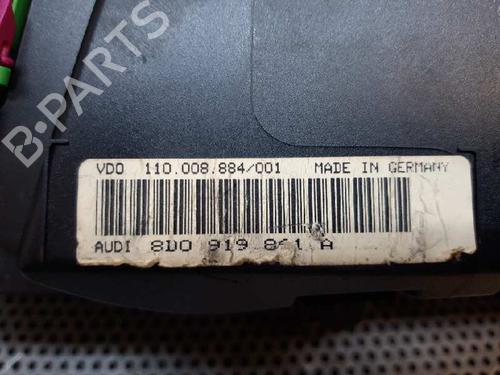 B-PARTS
VDO 110.008.884/001 MADE IN GERMANY
AUDI 8D0 919 861 A